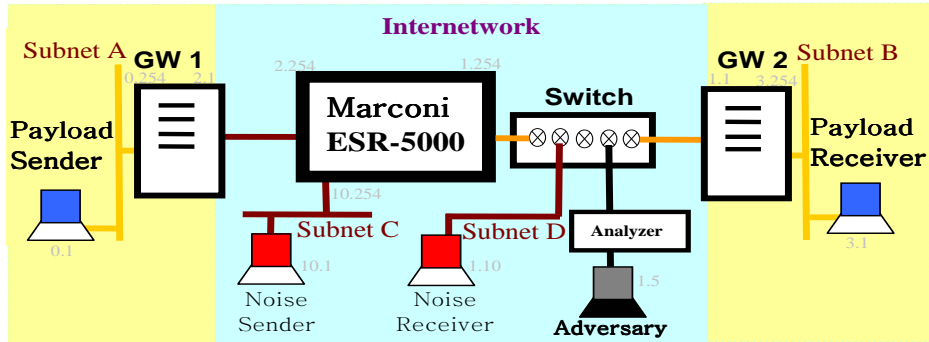 Internetwork
Subnet A
GW 1
GW 2
Subnet B
0.254
2.1
2.254
1.254
1.1
3.254
Switch
Marconi
ESR-5000
Payload
Sender
Payload
Receiver
10.254
Subnet C
Subnet D
Analyzer
0.1
10.1
1.10
1.5
3.1
Noise
Sender
Noise
Receiver
Adversary